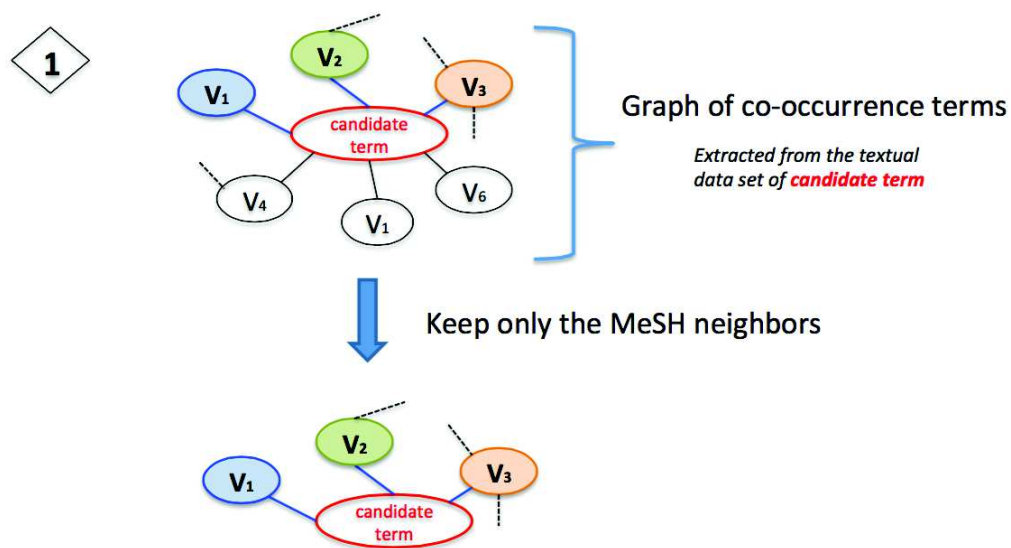 1
V2
V1
V3
candidate
term
V4
V1
V6
Graph of co-occurrence terms
Extracted from the textual
data set of candidate term
Keep only the MeSH neighbors
V2
V1
V3
candidate
term